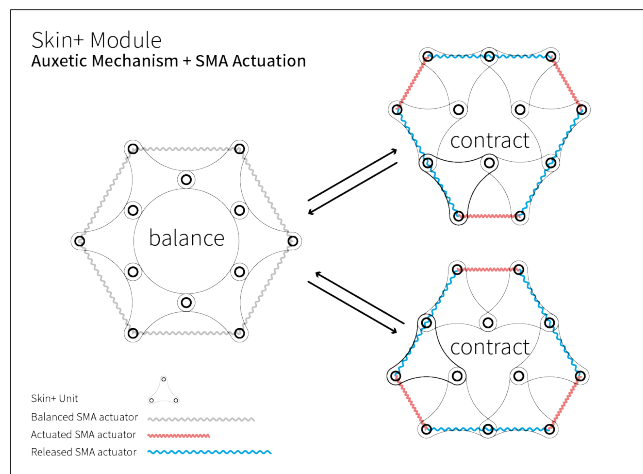 Skin+ Module
Auxetic Mechanism + SMA Actuation
contract
balance
contract
Skin+ Unit
Balanced SMA actuator
Actuated SMA actuator
Released SMA actuator